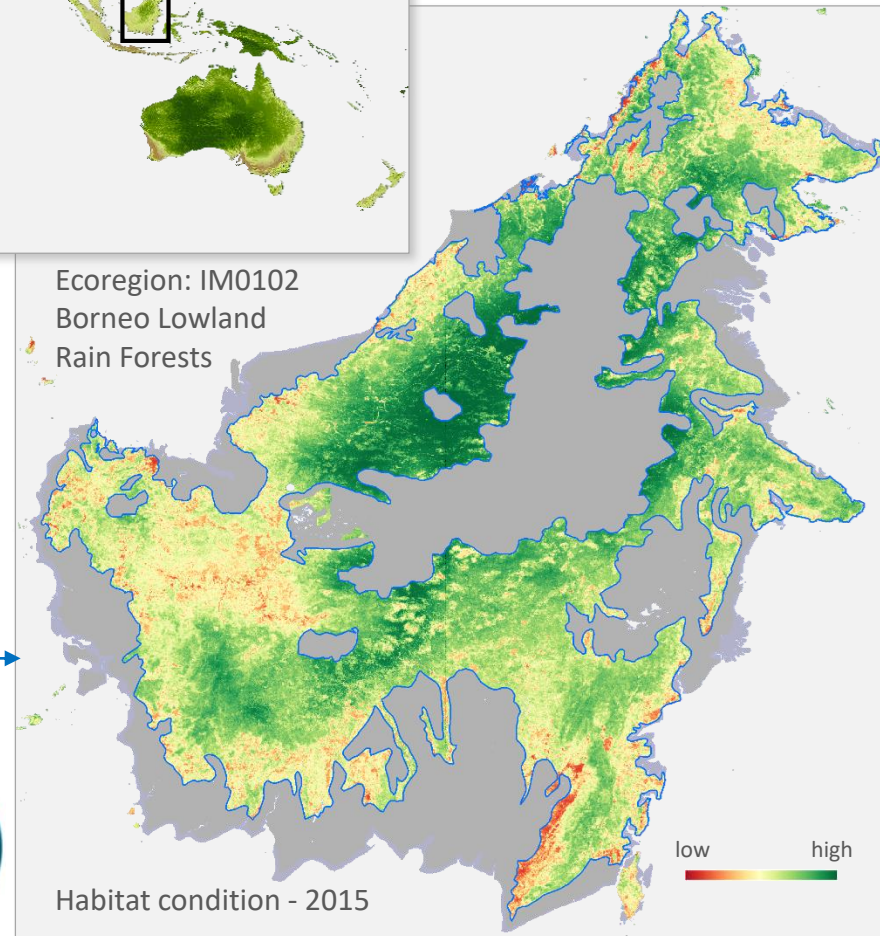 Ecoregion: IM0102
Borneo Lowland
Rain Forests
low high
Habitat condition - 2015